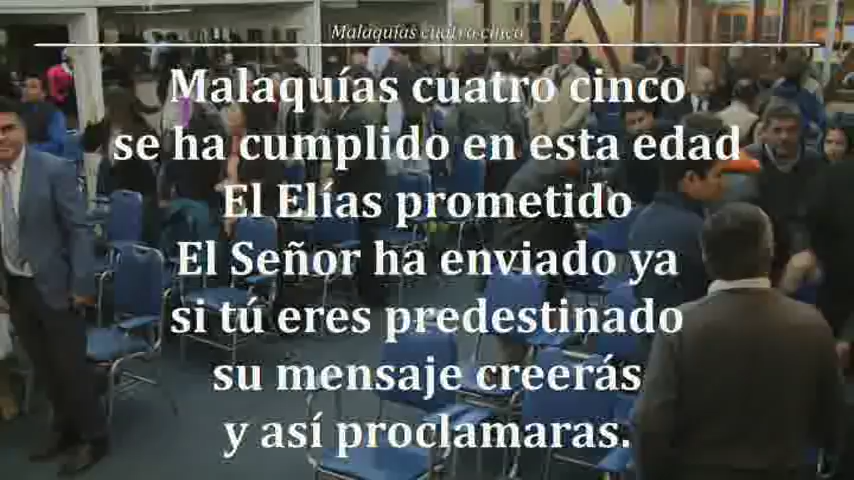 Malaquías cuatro cinco
Malaquías cuatro cinco
se ha cumplido en esta edad
El Elías prometido
El Señor ha enviado ya
si tú eres predestinado
su mensaje creerás
y así proclamaras.